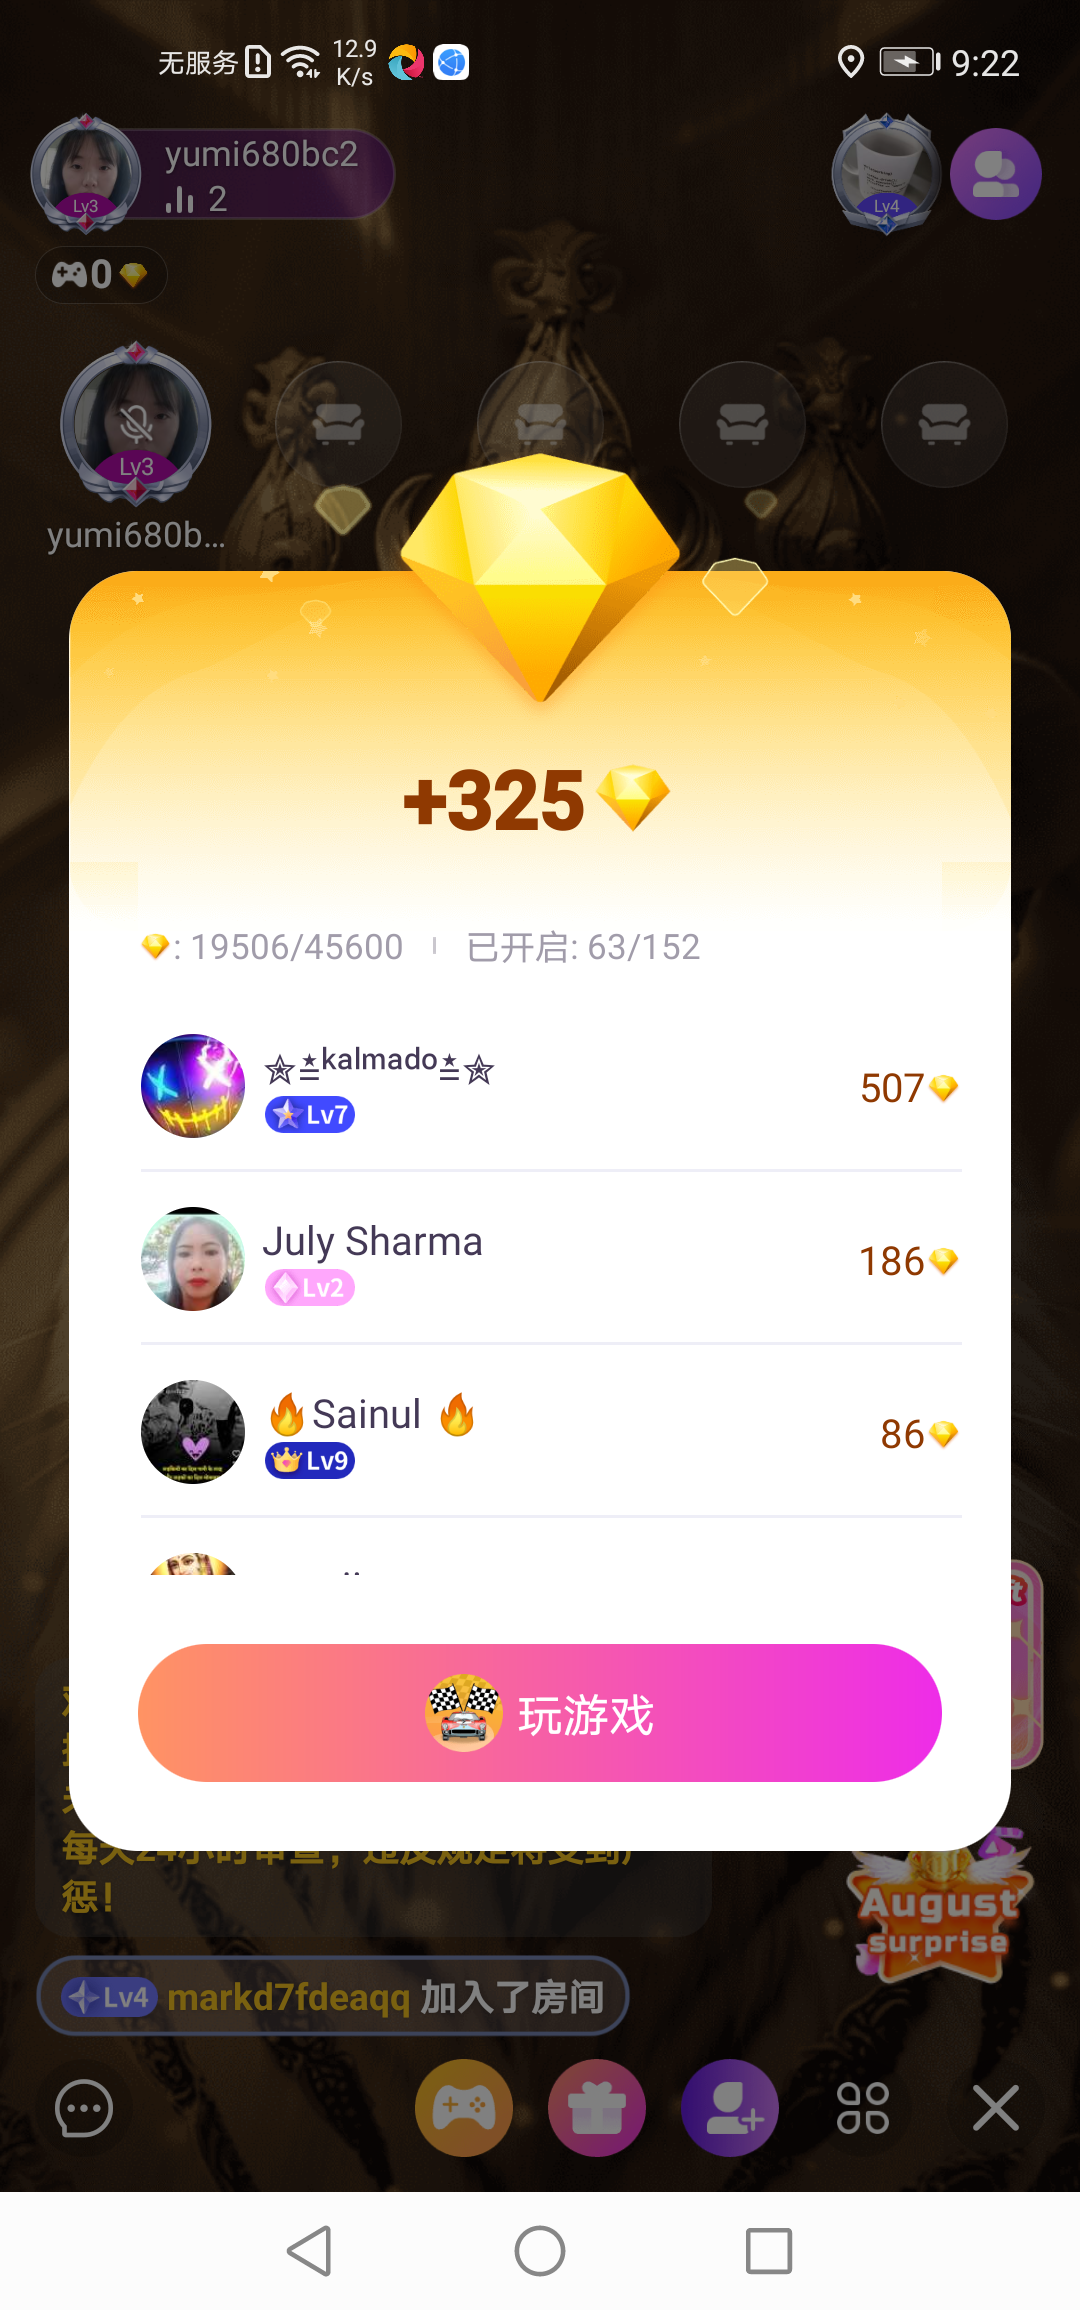 无服务
12.9
K/s
9:22
yumi680bc2
2
Lv3
Lv4
0
Lv3
yumi680b...
+325
: 19506/45600
已开启: 63/152
kalmado
507
Lv7
July Sharma
186
Lv2
Sainul
86
Lv9
玩游戏
惩!
August
surprise
Lv4 markd7fdeaqq 加入了房间